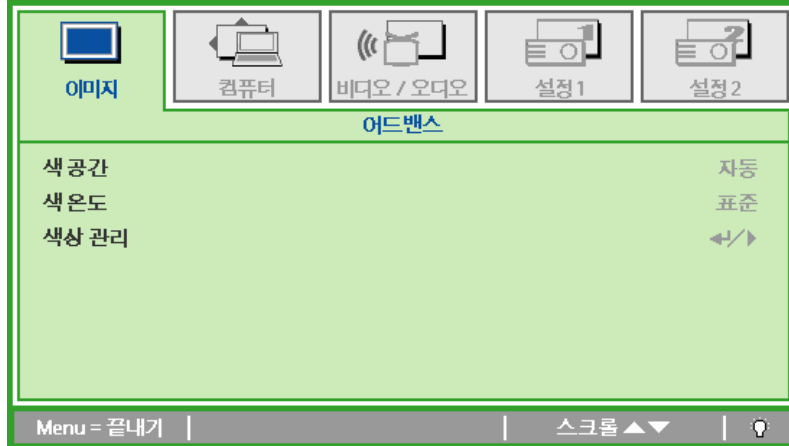 이미지 컴퓨터 비디오 / 오디오 설정 1 설정 2
어드밴스
색 공간 자동
색 온도 표준
색상 관리 ↵/▶
Menu = 끝내기 | | 스크롤 ▲▼ |